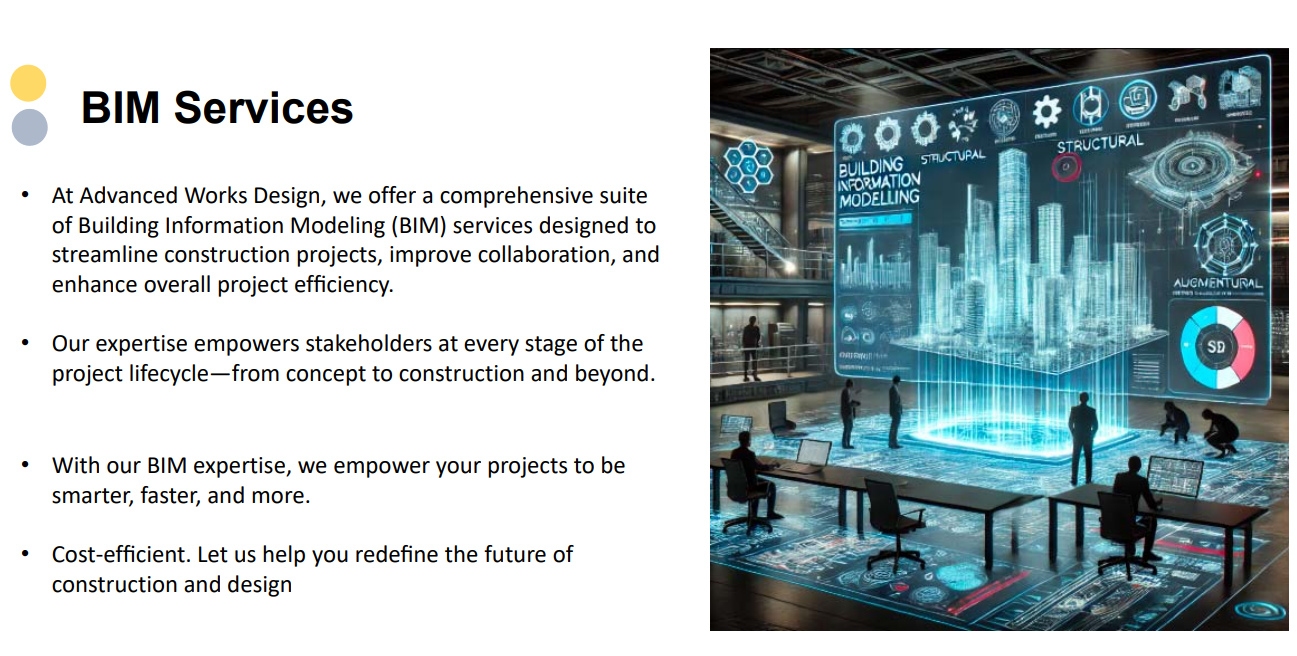 BIM Services
• At Advanced Works Design, we offer a comprehensive suite
of Building Information Modeling (BIM) services designed to
streamline construction projects, improve collaboration, and
enhance overall project efficiency.
• Our expertise empowers stakeholders at every stage of the
project lifecycle—from concept to construction and beyond.
• With our BIM expertise, we empower your projects to be
smarter, faster, and more.
• Cost-efficient. Let us help you redefine the future of
construction and design
BUILDING
INFORMATION
MODELLING
STRUCTURAL
STRUCTURAL
AUGMENTURAL
SD